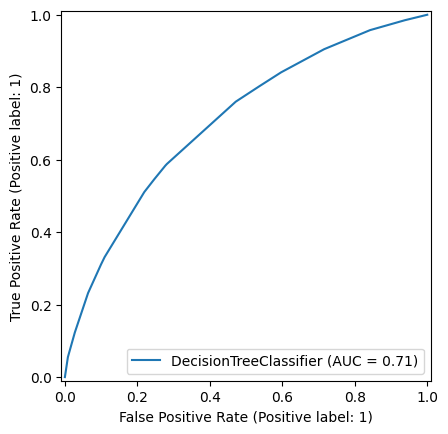 1.0
0.8
0.6
0.4
0.2
0.0
True Positive Rate (Positive label: 1)
DecisionTreeClassifier (AUC = 0.71)
0.0 0.2 0.4 0.6 0.8 1.0
False Positive Rate (Positive label: 1)